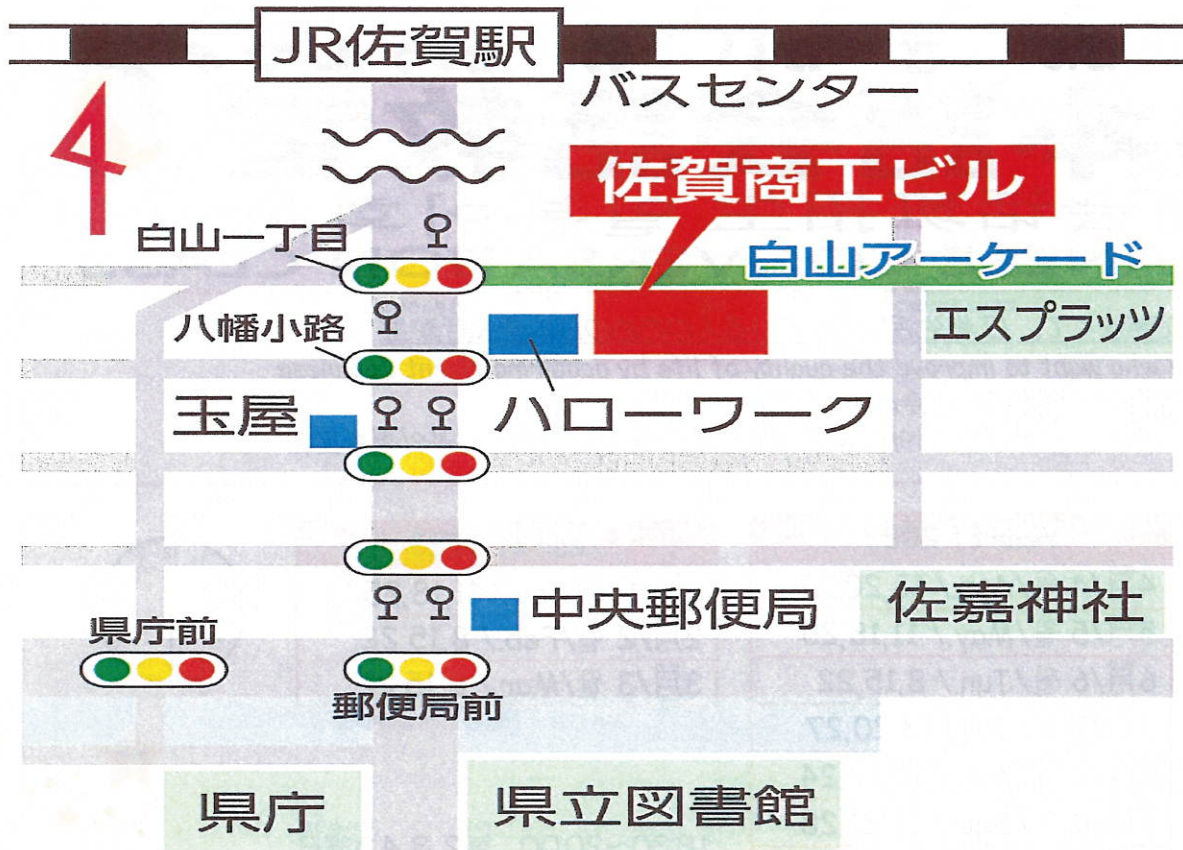 JR佐賀駅
バスセンター
佐賀商工ビル
白山一丁目
白山アーケード
八幡小路
エスプラッツ
玉屋
ハローワーク
中央郵便局
佐嘉神社
県庁前
郵便局前
県庁
県立図書館